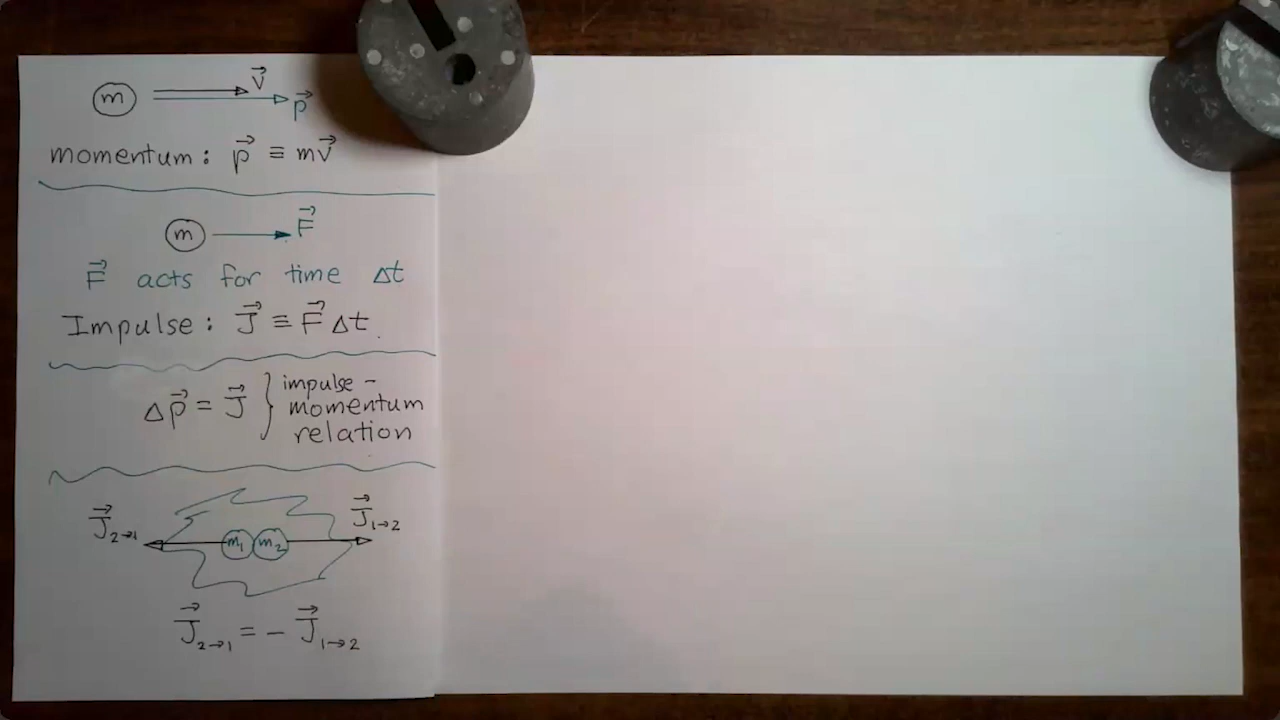 m v⃗
p⃗
momentum: p⃗ ≡ mv⃗
m F⃗
F⃗ acts for time Δt
Impulse: J⃗ ≡ F⃗ Δt.
Δp⃗ = J⃗ } impulse-
momentum
relation
J⃗₂→₁ m₁ m₂ J⃗₁→₂
J⃗₂→₁ = - J⃗₁→₂